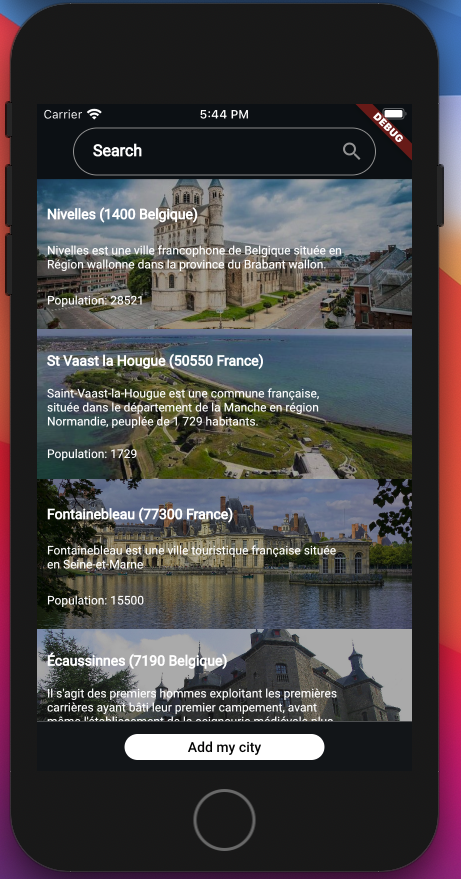 Carrier 5:44 PM
DEBUG
Search
Nivelles (1400 Belgique)
Nivelles est une ville francophone de Belgique située en
Région wallonne dans la province du Brabant wallon.
Population: 28521
St Vaast la Hougue (50550 France)
Saint-Vaast-la-Hougue est une commune française,
située dans le département de la Manche en région
Normandie, peuplée de 1 729 habitants.
Population: 1729
Fontainebleau (77300 France)
Fontainebleau est une ville touristique française située
en Seine-et-Marne
Population: 15500
Écaussinnes (7190 Belgique)
Il s'agit des premiers hommes exploitant les premières
carrières ayant bâti leur premier campement, avant
même l'établissement de la seigneurie médiévale plus
Add my city